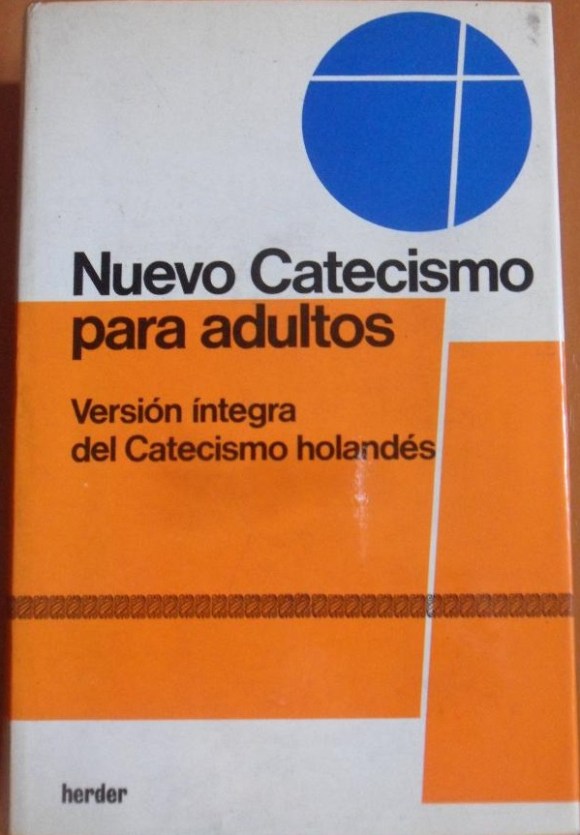 Nuevo Catecismo
para adultos
Versión íntegra
del Catecismo holandés
herder